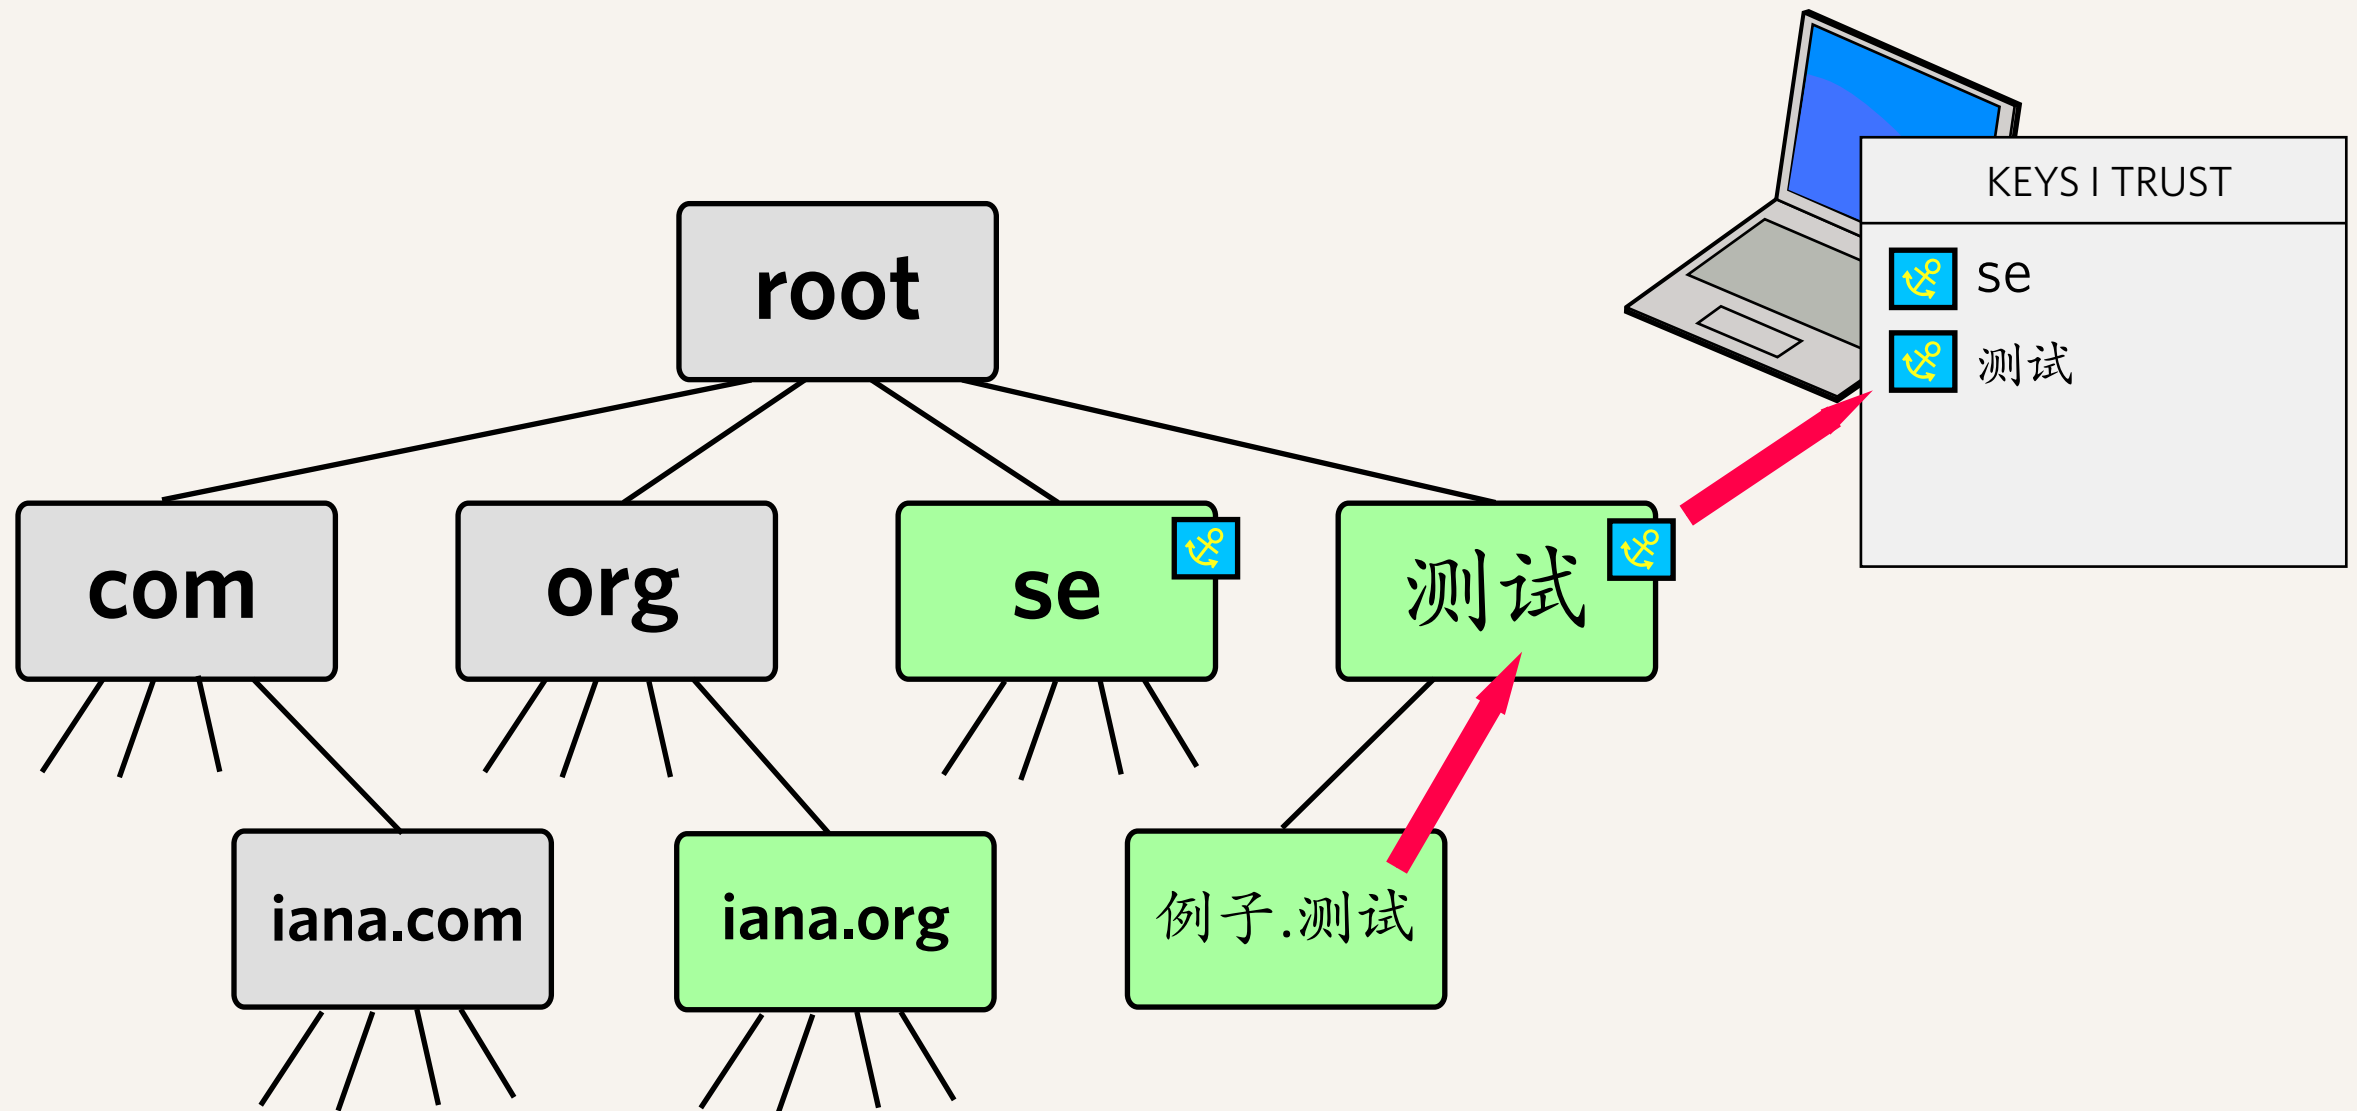 KEYS I TRUST
se
测试
root
com
org
se
测试
iana.com
iana.org
例子.测试